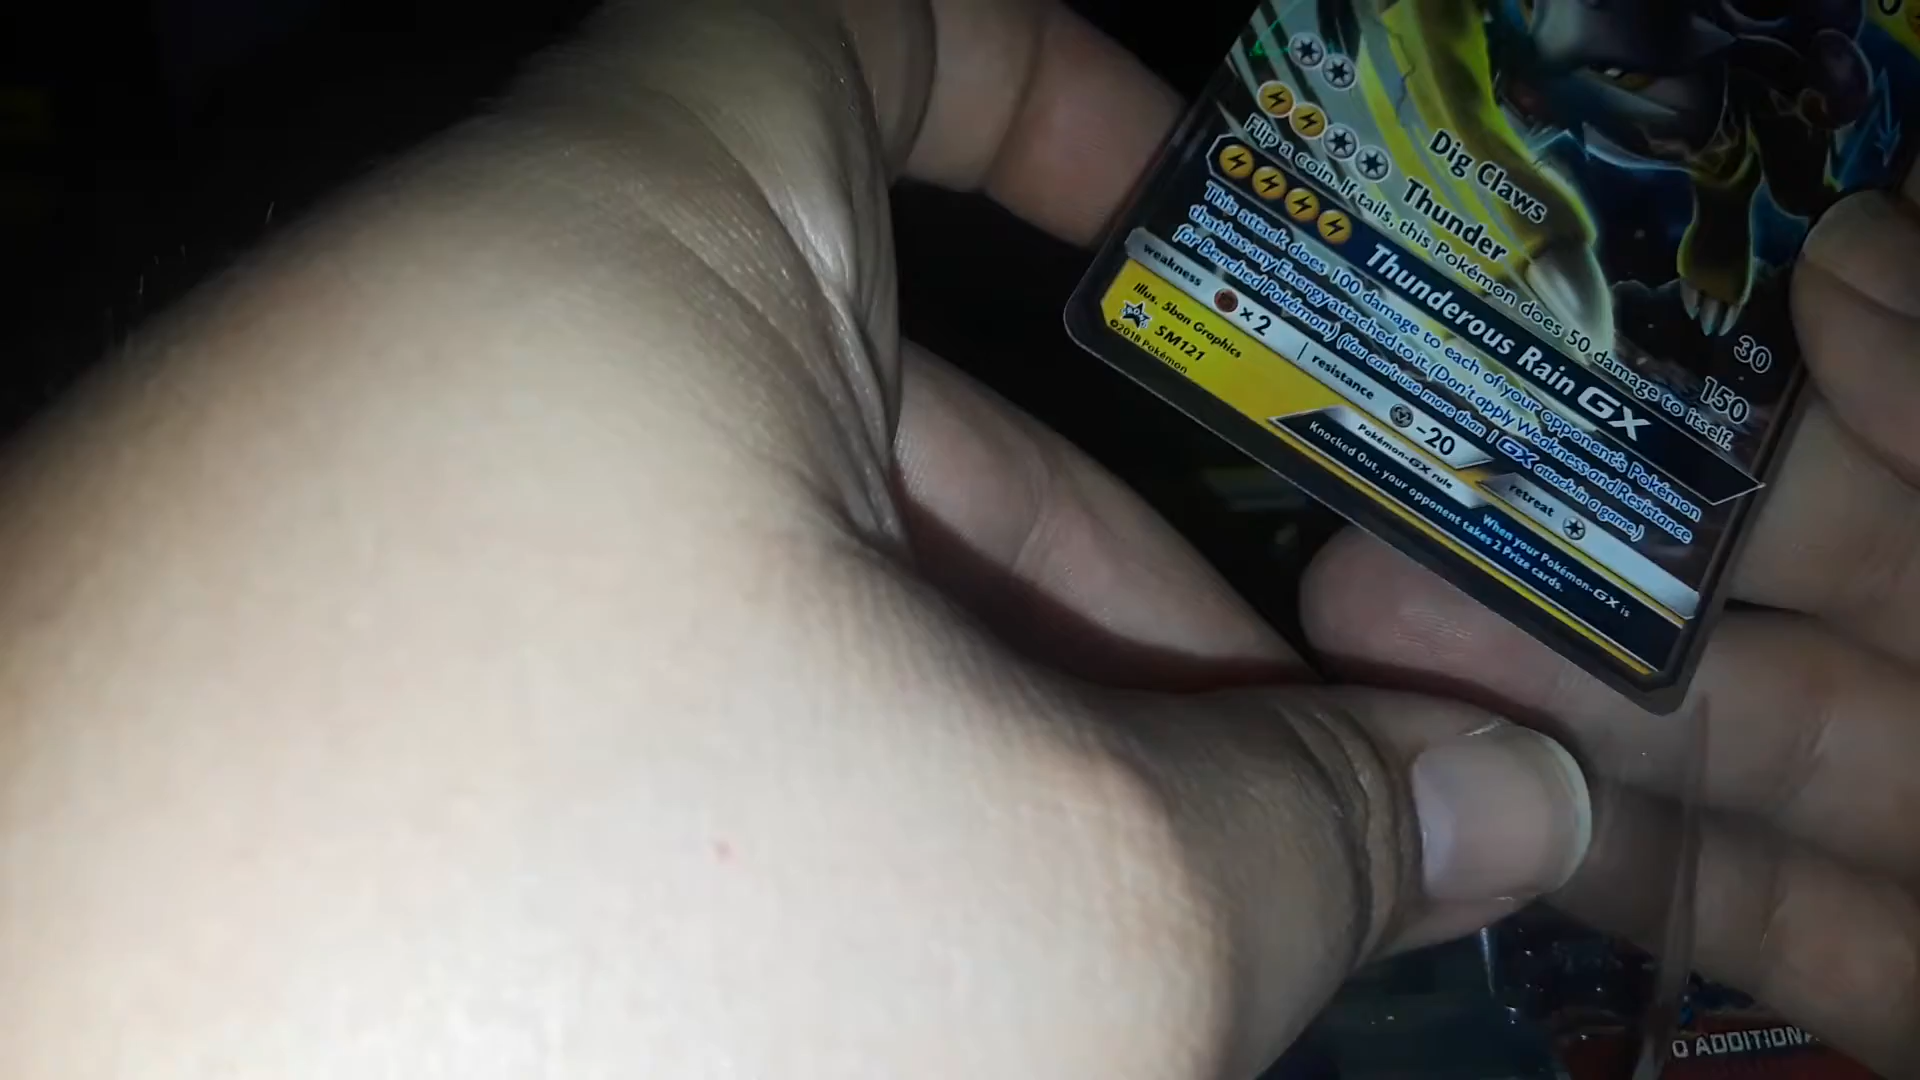 Dig Claws 30
Thunder 150
Flip a coin. If tails, this Pokémon does 50 damage to itself.
Thunderous Rain GX
This attack does 100 damage to each of your opponent's Pokémon
that has any Energy attached to it. (Don't apply Weakness and Resistance
for Benched Pokémon.) (You can't use more than 1 GX attack in a game.)
weakness ×2 resistance -20 retreat
Illus. 5ban Graphics
SM121
©2018 Pokémon
Pokémon-GX rule When your Pokémon-GX is
Knocked Out, your opponent takes 2 Prize cards.
O ADDITIONA